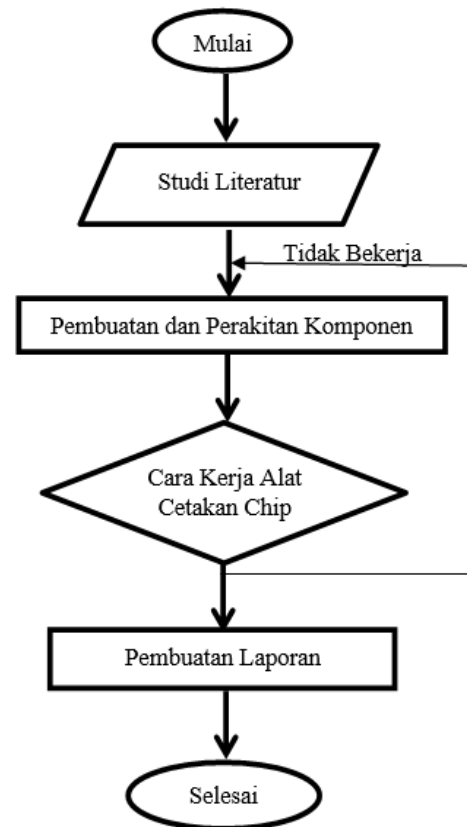 Mulai
Studi Literatur
Tidak Bekerja
Pembuatan dan Perakitan Komponen
Cara Kerja Alat
Cetakan Chip
Pembuatan Laporan
Selesai